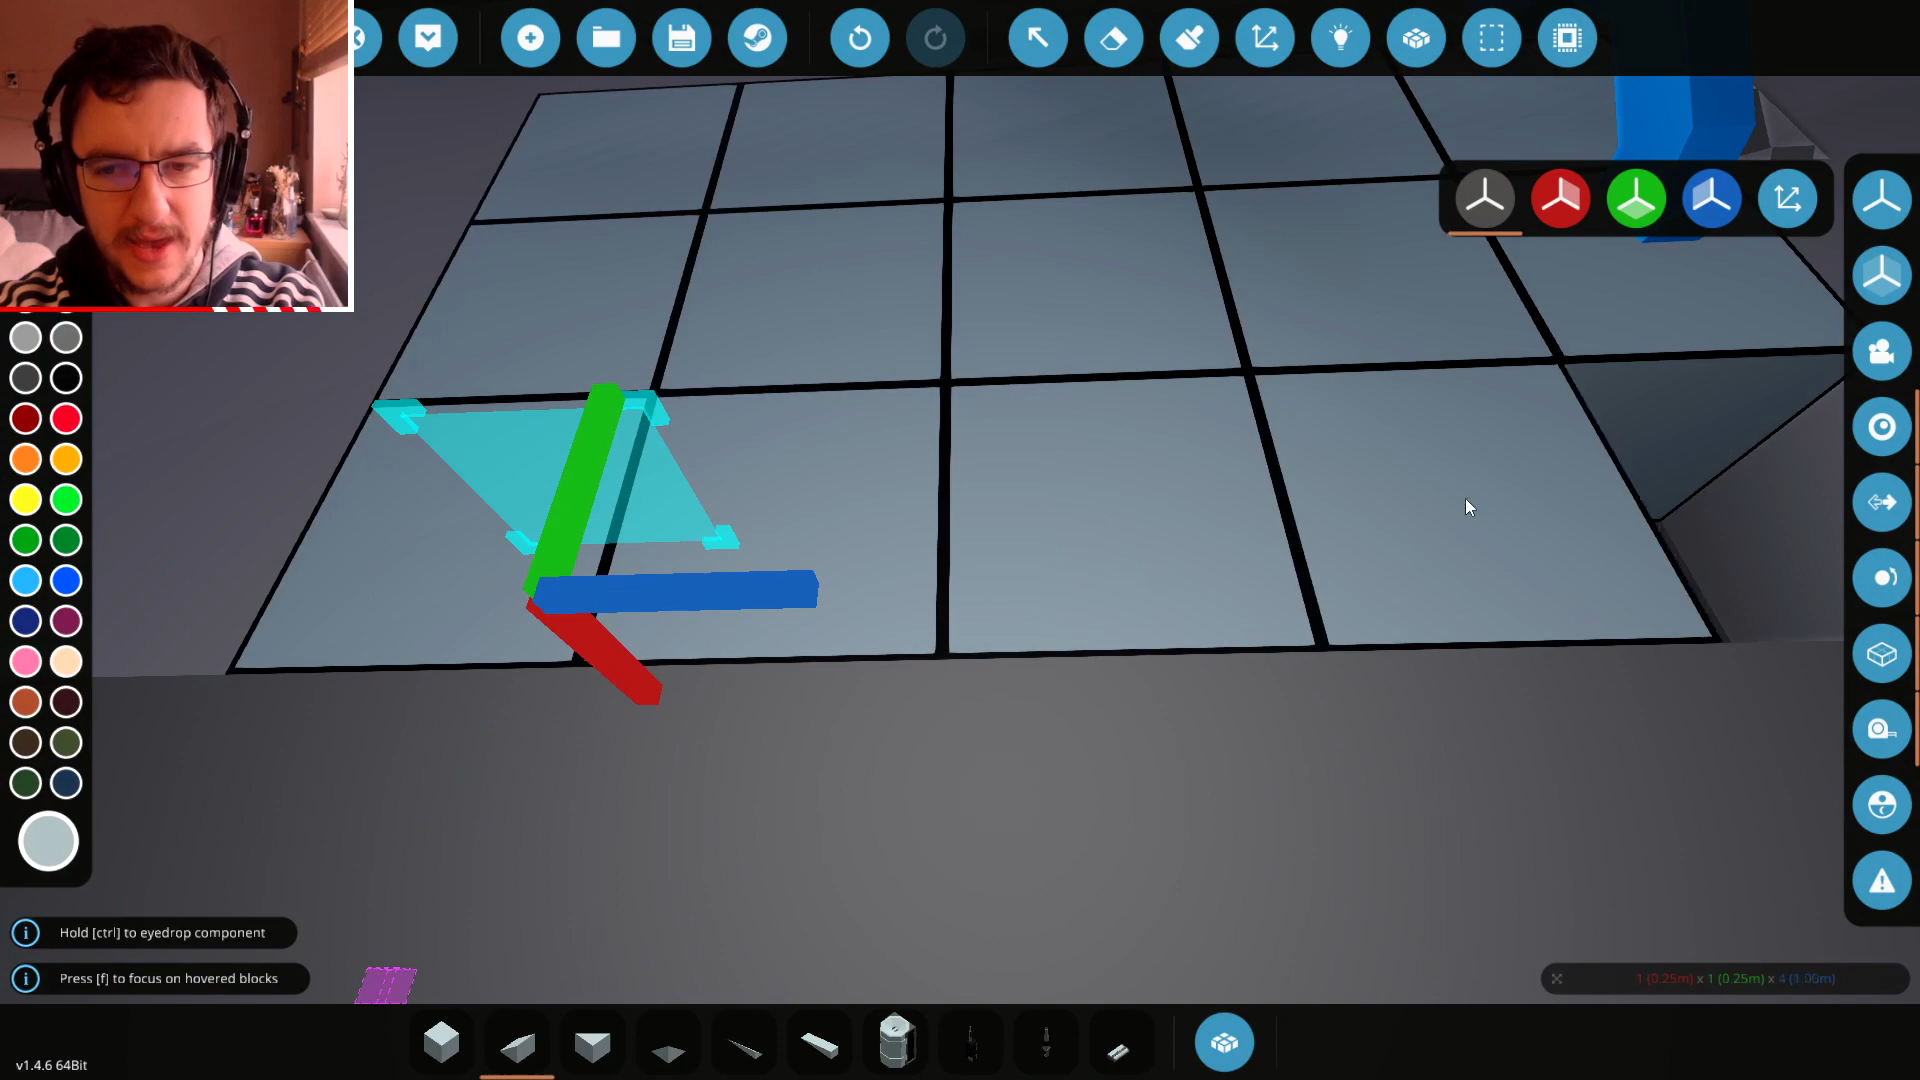 Hold [ctrl] to eyedrop component
Press [f] to focus on hovered blocks
1 (0.25m) x 1 (0.25m) x 4 (1.00m)
v1.4.6 64Bit